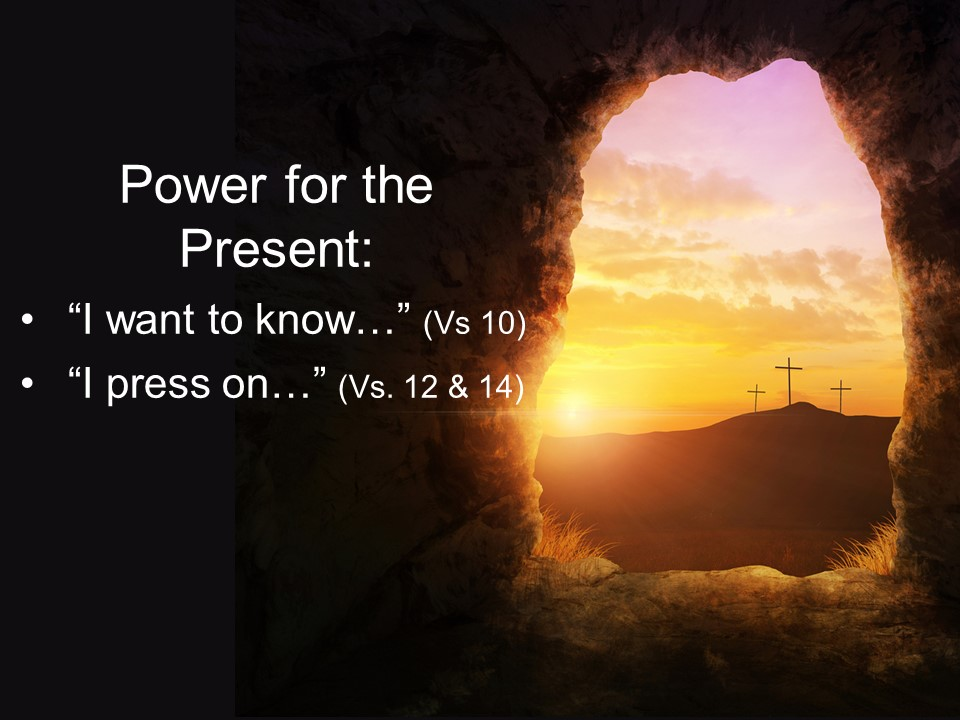 Power for the
Present:
• “I want to know…” (Vs 10)
• “I press on…” (Vs. 12 & 14)